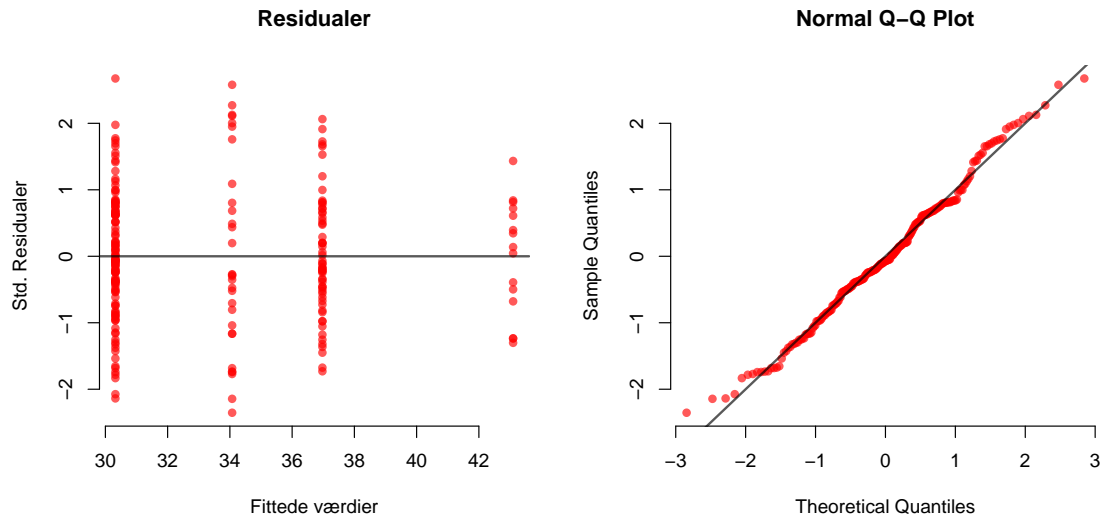 Residualer
Std. Residualer
2
1
0
−1
−2
30 32 34 36 38 40 42
Fittede værdier
Normal Q−Q Plot
Sample Quantiles
2
1
0
−1
−2
−3 −2 −1 0 1 2 3
Theoretical Quantiles